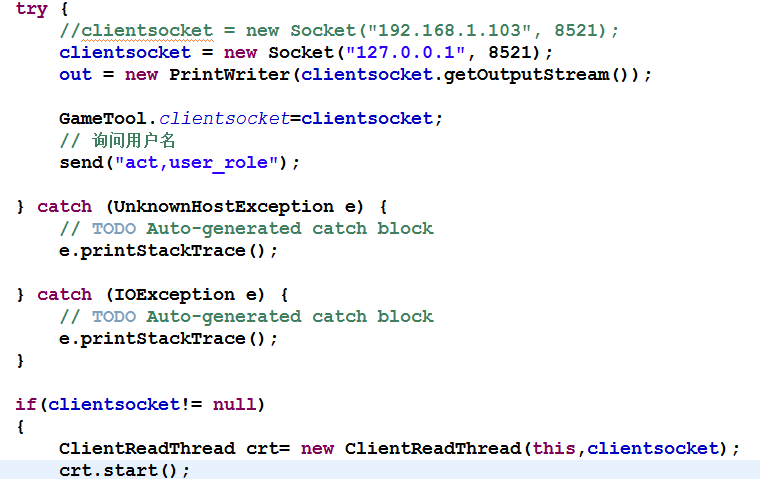 try {
//clientsocket = new Socket("192.168.1.103", 8521);
clientsocket = new Socket("127.0.0.1", 8521);
out = new PrintWriter(clientsocket.getOutputStream());
GameTool.clientsocket=clientsocket;
// 询问用户名
send("act,user_role");
} catch (UnknownHostException e) {
// TODO Auto-generated catch block
e.printStackTrace();
} catch (IOException e) {
// TODO Auto-generated catch block
e.printStackTrace();
}
if(clientsocket!= null)
{
ClientReadThread crt= new ClientReadThread(this,clientsocket);
crt.start();